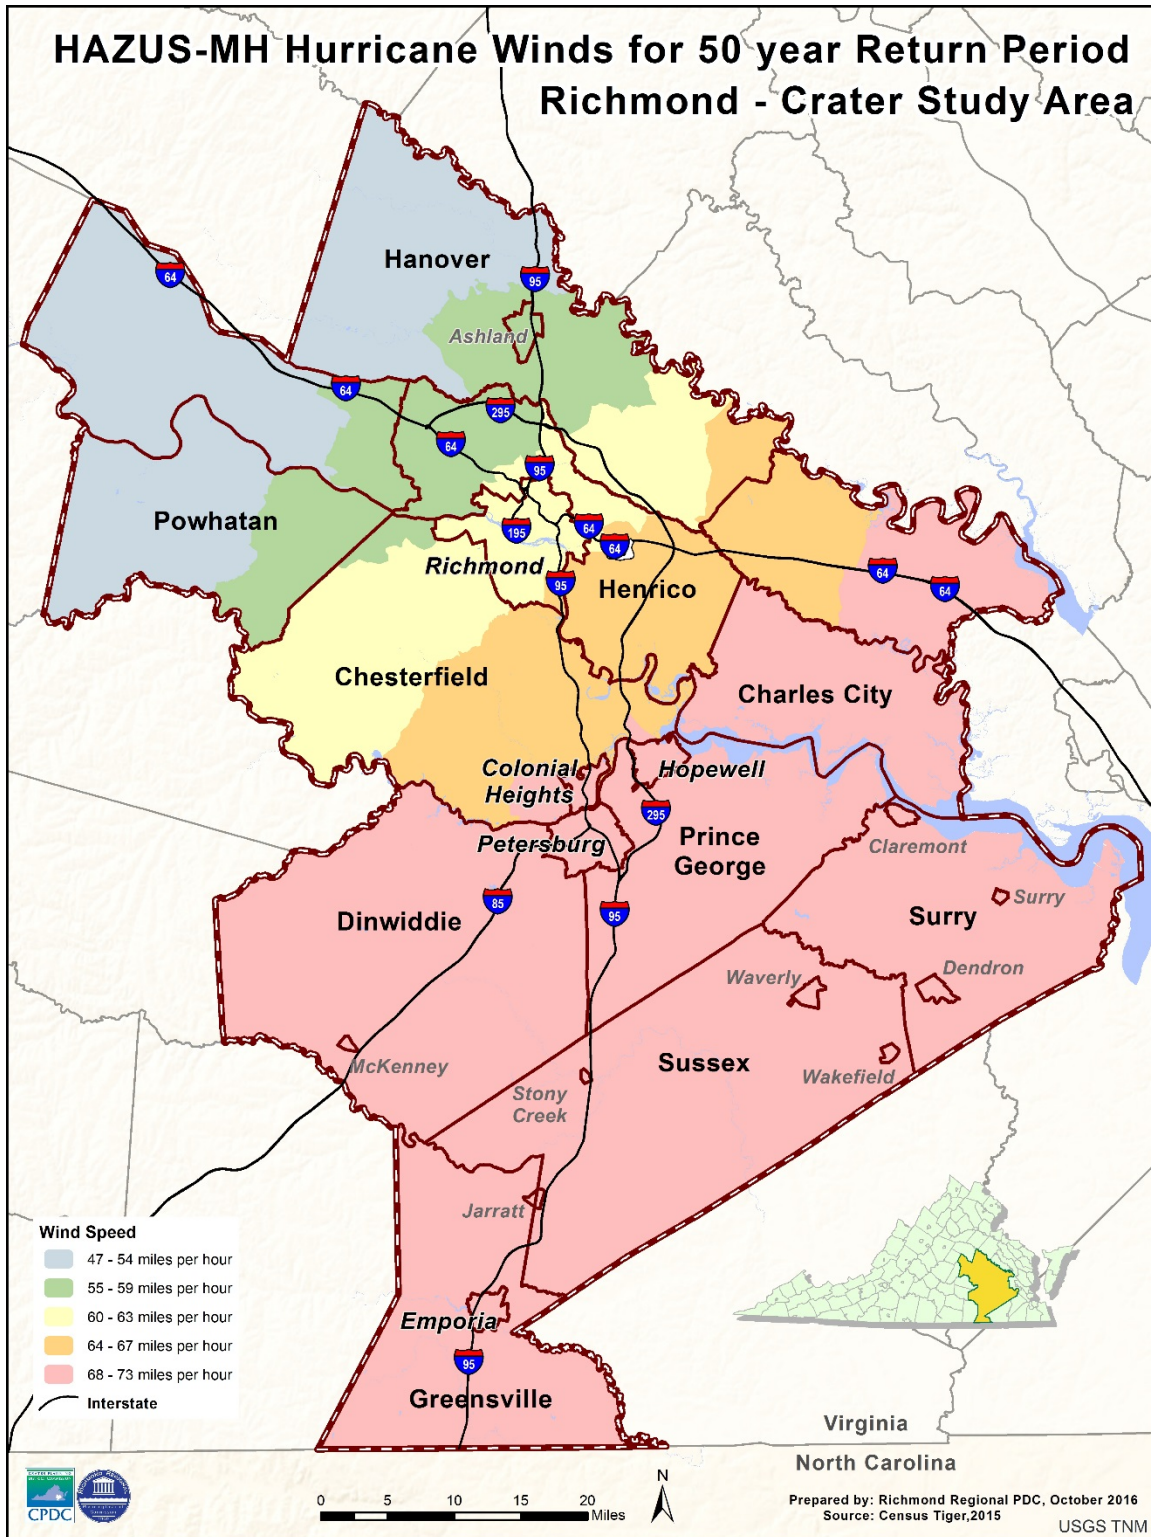 HAZUS-MH Hurricane Winds for 50 year Return Period
Richmond - Crater Study Area
Hanover
64
95
Ashland
64
295
64
95
Powhatan
195
64
64
Richmond
95
Henrico
64
64
Chesterfield
Charles City
Colonial
Heights
Hopewell
295
Petersburg
Prince
George
Claremont
85
Dinwiddie
95
Surry
Surry
Waverly
Dendron
McKenney
Sussex
Wakefield
Stony
Creek
Jarratt
Wind Speed
47 - 54 miles per hour
55 - 59 miles per hour
60 - 63 miles per hour
64 - 67 miles per hour
68 - 73 miles per hour
Interstate
Emporia
95
Greensville
Virginia
North Carolina
CPDC
0 5 10 15 20
Miles
N
Prepared by: Richmond Regional PDC, October 2016
Source: Census Tiger,2015
USGS TNM